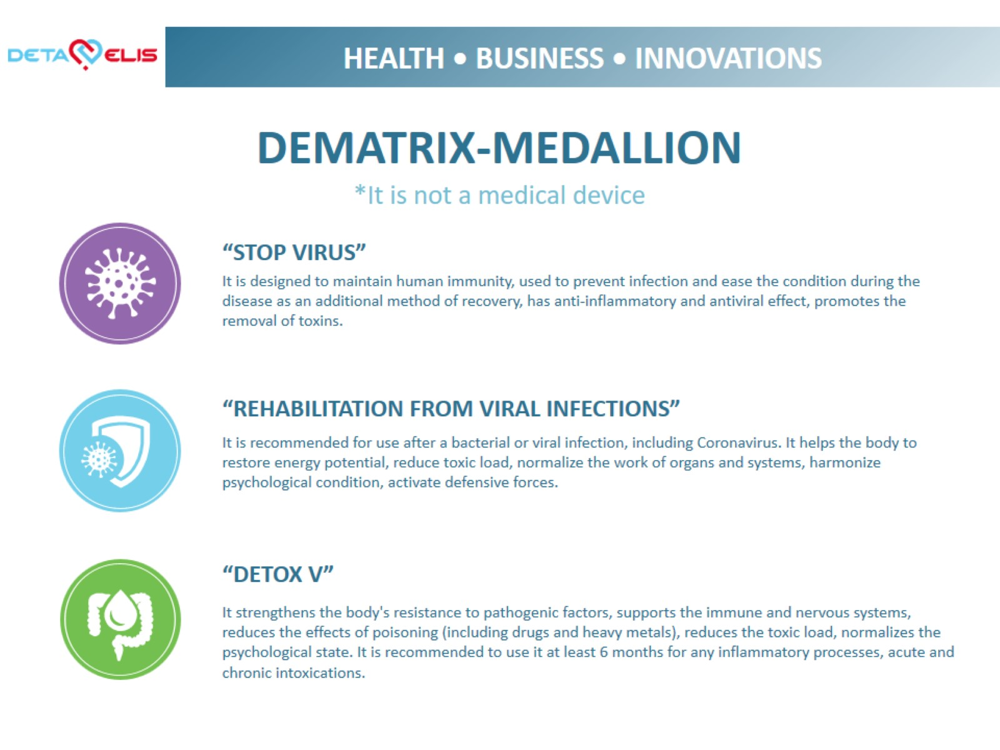 DETA ELIS
HEALTH • BUSINESS • INNOVATIONS
DEMATRIX-MEDALLION
*It is not a medical device
“STOP VIRUS”
It is designed to maintain human immunity, used to prevent infection and ease the condition during the
disease as an additional method of recovery, has anti-inflammatory and antiviral effect, promotes the
removal of toxins.
“REHABILITATION FROM VIRAL INFECTIONS”
It is recommended for use after a bacterial or viral infection, including Coronavirus. It helps the body to
restore energy potential, reduce toxic load, normalize the work of organs and systems, harmonize
psychological condition, activate defensive forces.
“DETOX V”
It strengthens the body's resistance to pathogenic factors, supports the immune and nervous systems,
reduces the effects of poisoning (including drugs and heavy metals), reduces the toxic load, normalizes the
psychological state. It is recommended to use it at least 6 months for any inflammatory processes, acute and
chronic intoxications.